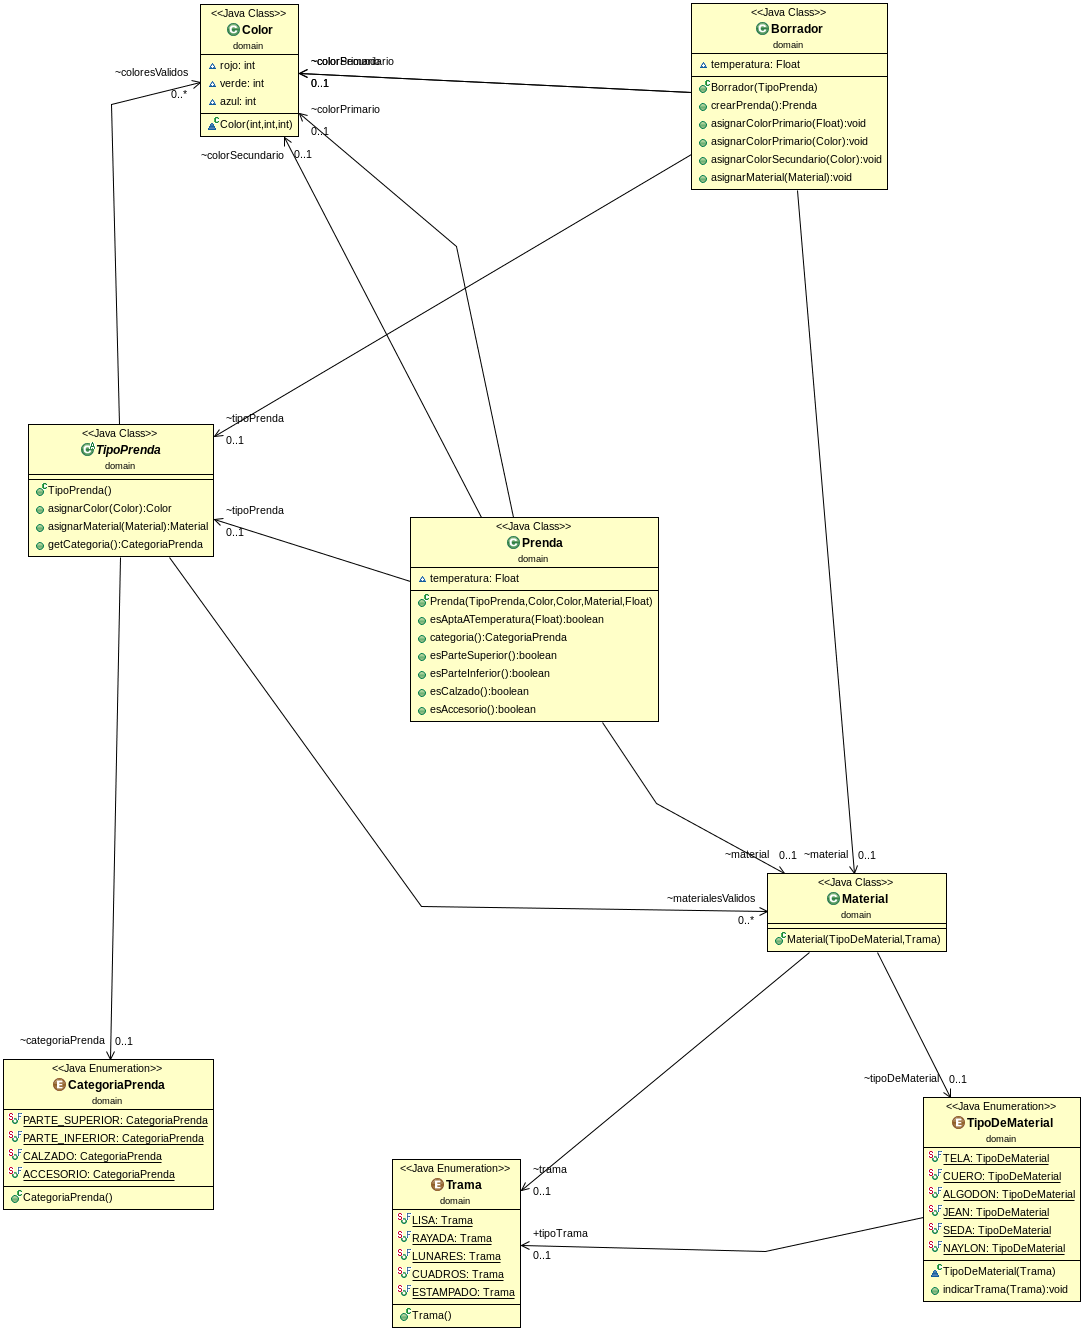 <<Java Class>>
Color
domain
rojo: int
verde: int
azul: int
Color(int,int,int)
<<Java Class>>
Borrador
domain
temperatura: Float
Borrador(TipoPrenda)
crearPrenda():Prenda
asignarColorPrimario(Float):void
asignarColorPrimario(Color):void
asignarColorSecundario(Color):void
asignarMaterial(Material):void
~coloresValidos
0..*
0..1
~colorPrimario
0..1
~colorSecundario
0..1
~tipoPrenda
0..1
<<Java Class>>
TipoPrenda
domain
TipoPrenda()
asignarColor(Color):Color
asignarMaterial(Material):Material
getCategoria():CategoriaPrenda
~tipoPrenda
0..1
<<Java Class>>
Prenda
domain
temperatura: Float
Prenda(TipoPrenda,Color,Color,Material,Float)
esAptaATemperatura(Float):boolean
categoria():CategoriaPrenda
esParteSuperior():boolean
esParteInferior():boolean
esCalzado():boolean
esAccesorio():boolean
~material
0..1
~material
0..1
~materialesValidos
0..*
<<Java Class>>
Material
domain
Material(TipoDeMaterial,Trama)
~categoriaPrenda
0..1
<<Java Enumeration>>
CategoriaPrenda
domain
PARTE_SUPERIOR: CategoriaPrenda
PARTE_INFERIOR: CategoriaPrenda
CALZADO: CategoriaPrenda
ACCESORIO: CategoriaPrenda
CategoriaPrenda()
~tipoDeMaterial
0..1
<<Java Enumeration>>
TipoDeMaterial
domain
TELA: TipoDeMaterial
CUERO: TipoDeMaterial
ALGODON: TipoDeMaterial
JEAN: TipoDeMaterial
SEDA: TipoDeMaterial
NAYLON: TipoDeMaterial
TipoDeMaterial(Trama)
indicarTrama(Trama):void
~trama
0..1
+tipoTrama
0..1
<<Java Enumeration>>
Trama
domain
LISA: Trama
RAYADA: Trama
LUNARES: Trama
CUADROS: Trama
ESTAMPADO: Trama
Trama()